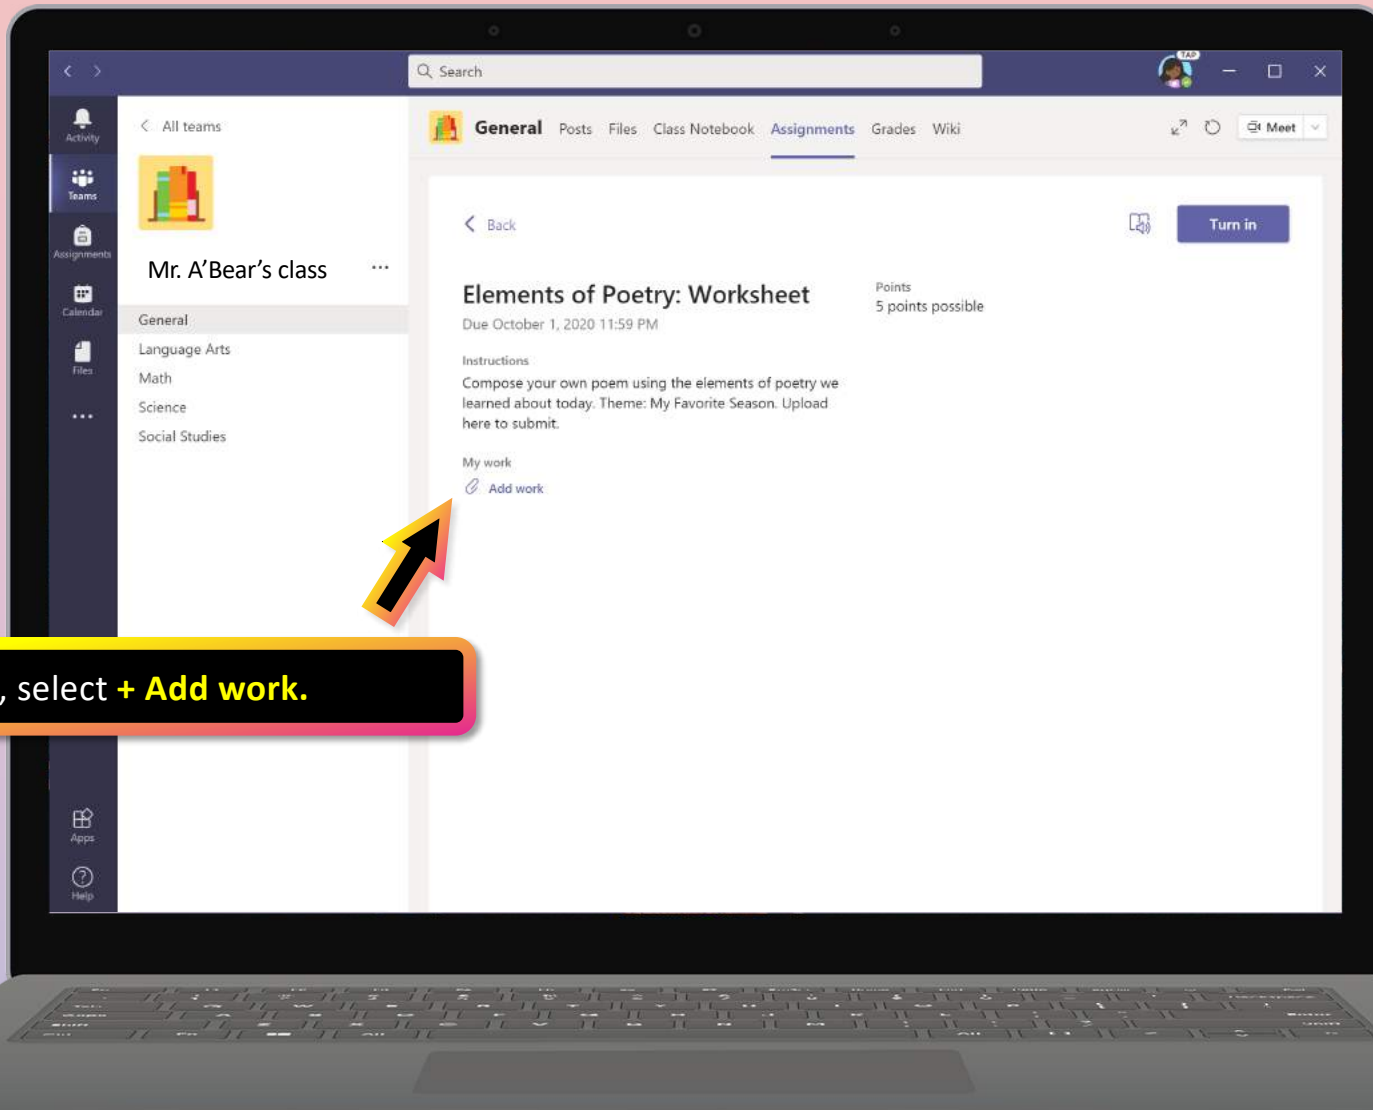 TAP
Search
Activity
Teams
Assignments
Calendar
Files
Apps
Help
All teams
Mr. A’Bear’s class
General
Language Arts
Math
Science
Social Studies
General Posts Files Class Notebook Assignments Grades Wiki
Meet
Back
Turn in
Elements of Poetry: Worksheet
Due October 1, 2020 11:59 PM
Points
5 points possible
Instructions
Compose your own poem using the elements of poetry we
learned about today. Theme: My Favorite Season. Upload
here to submit.
My work
Add work
, select + Add work.